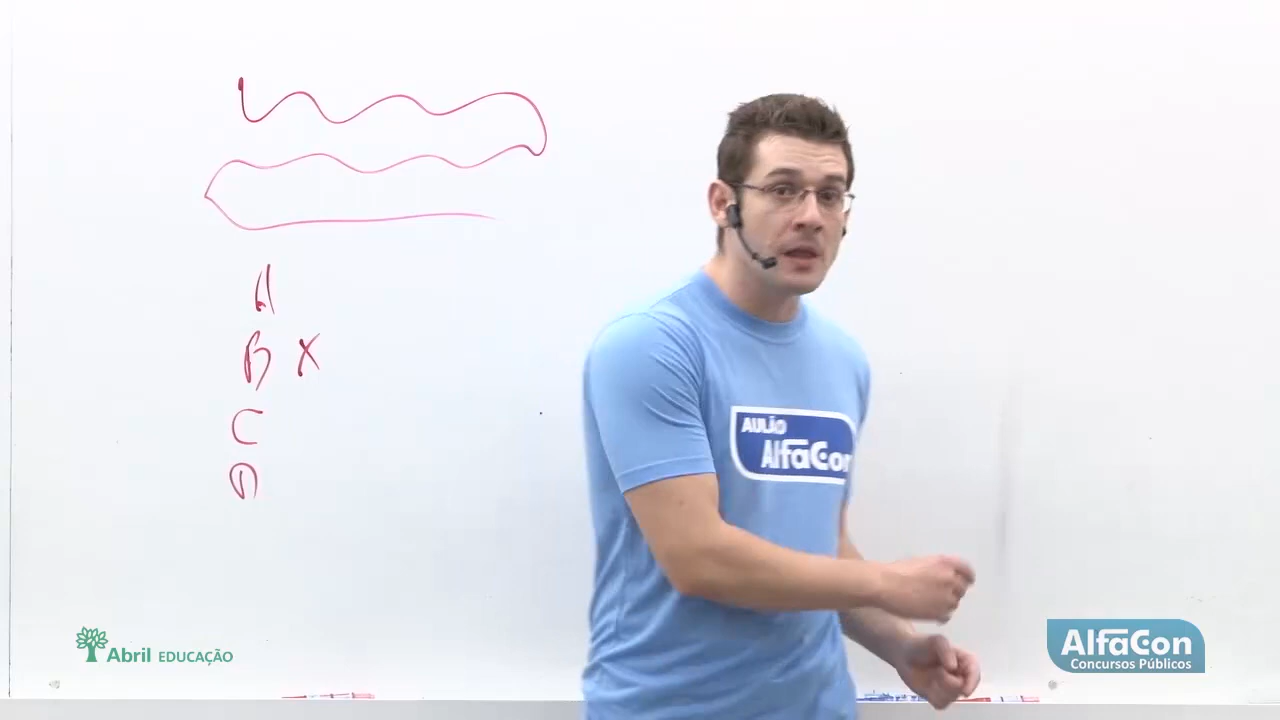 A
B X
C
D
AULÃO
AlfaCon
Abril EDUCAÇÃO
AlfaCon
Concursos Públicos